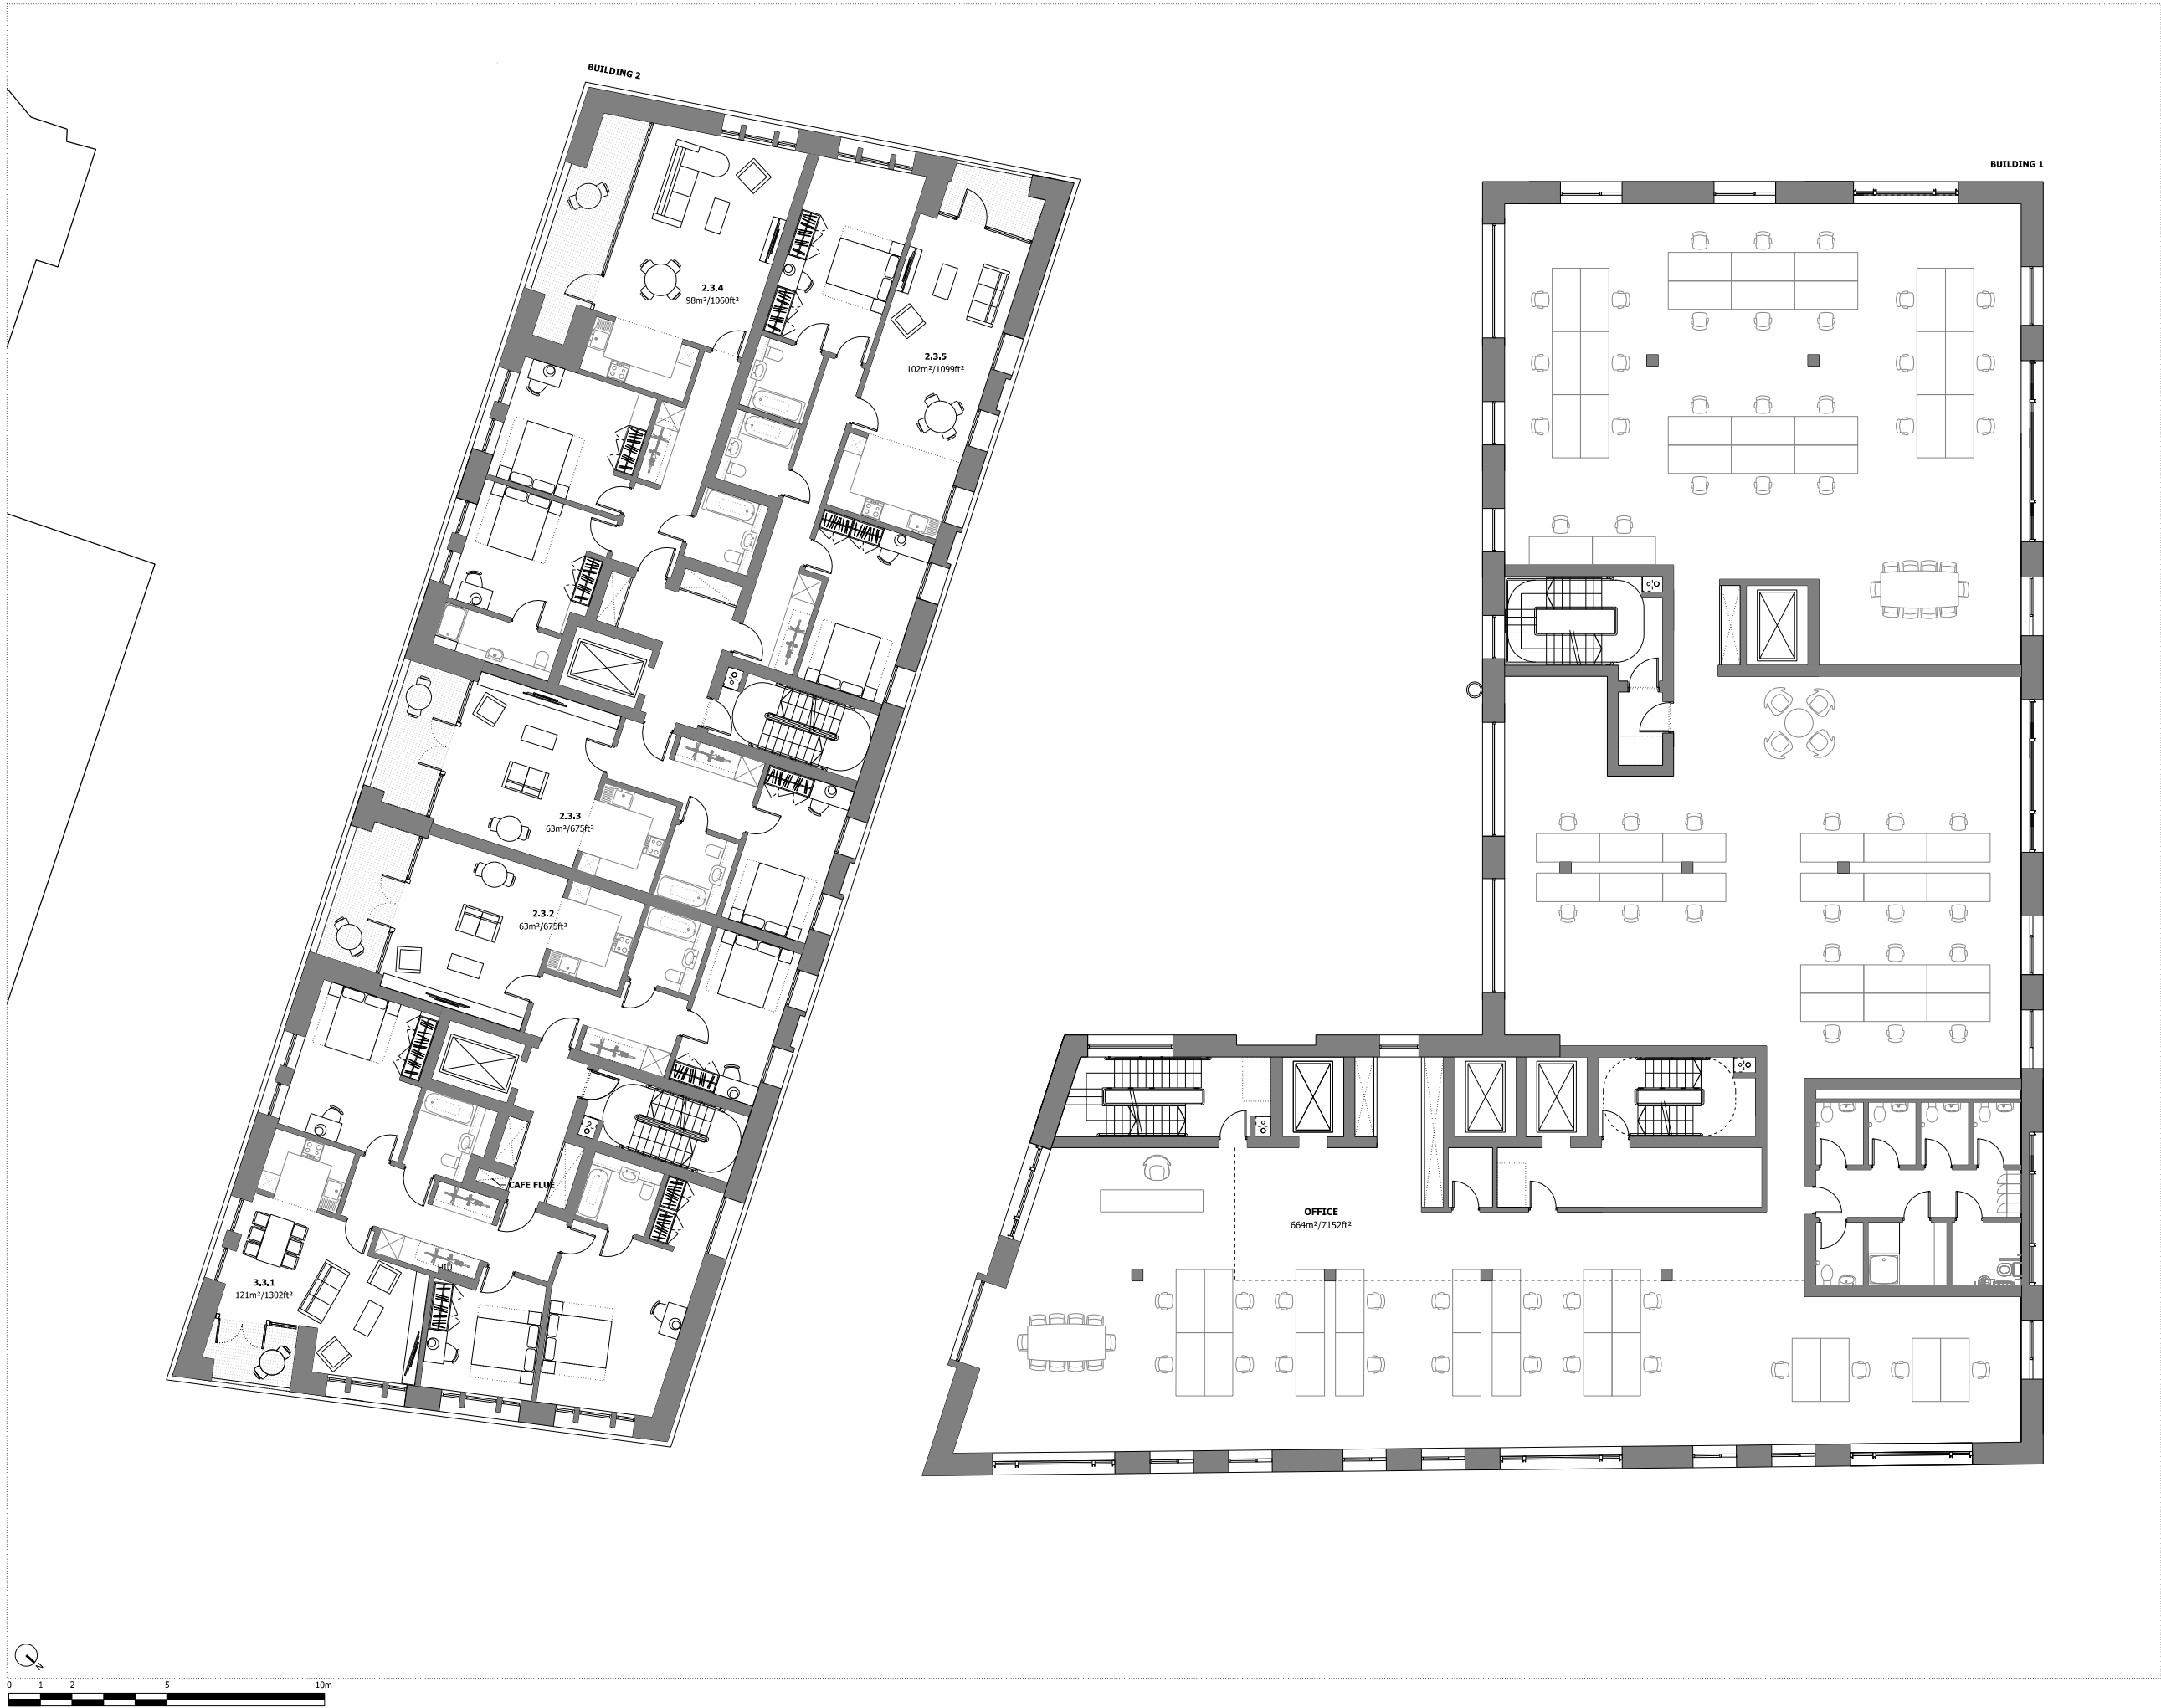 BUILDING 2
BUILDING 1
2.3.4
98m²/1060ft²
2.3.5
102m²/1099ft²
2.3.3
63m²/675ft²
2.3.2
63m²/675ft²
CAFE FLUE
OFFICE
664m²/7152ft²
HIU
3.3.1
121m²/1302ft²
N
0 1 2 5 10m